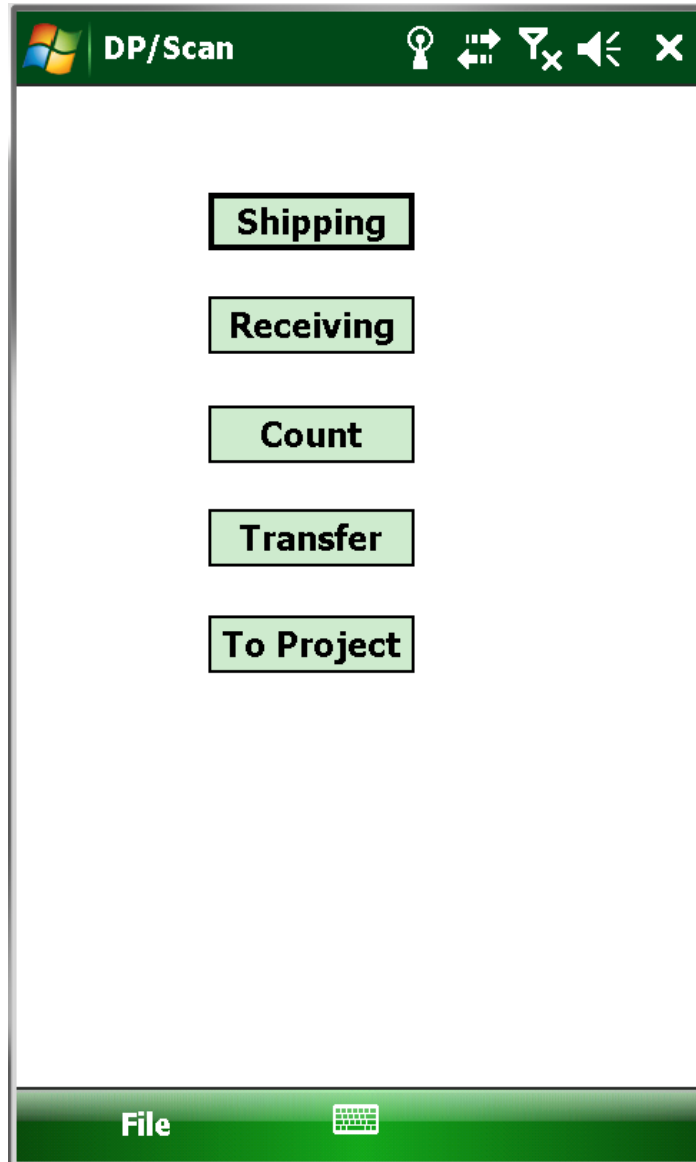 DP/Scan
Shipping
Receiving
Count
Transfer
To Project
File